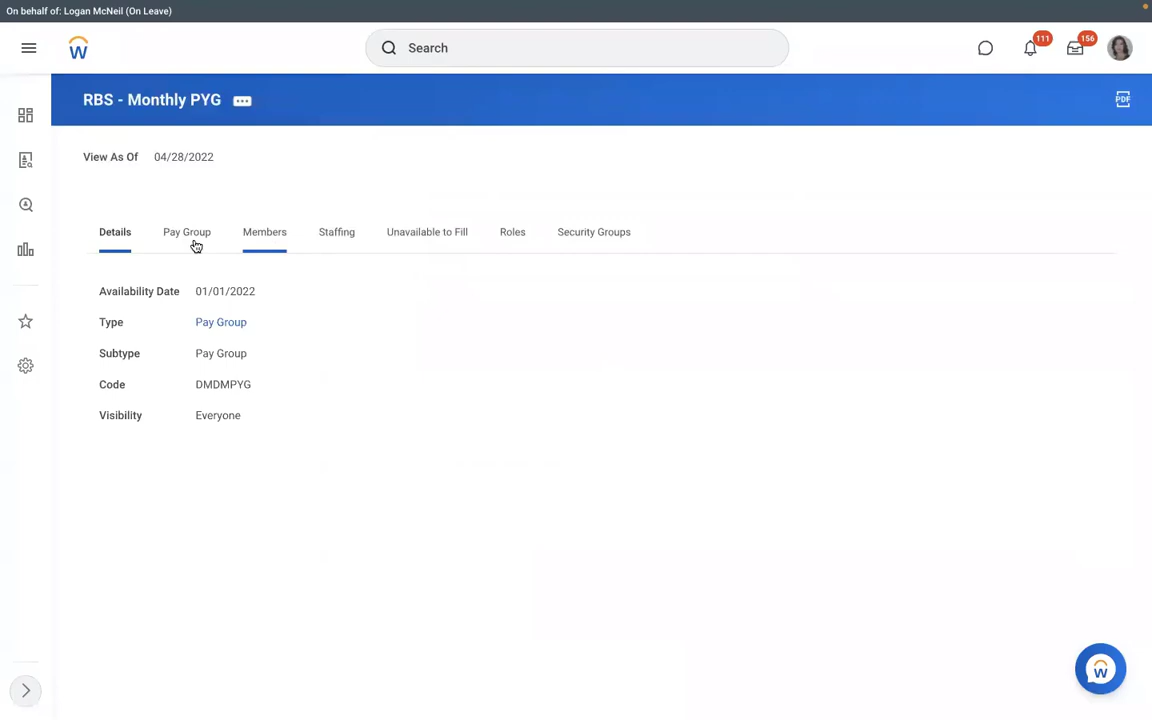 On behalf of: Logan McNeil (On Leave)
W
Search
111
156
RBS - Monthly PYG
PDF
View As Of 04/28/2022
Details Pay Group Members Staffing Unavailable to Fill Roles Security Groups
Availability Date 01/01/2022
Type Pay Group
Subtype Pay Group
Code DMDMPYG
Visibility Everyone
W